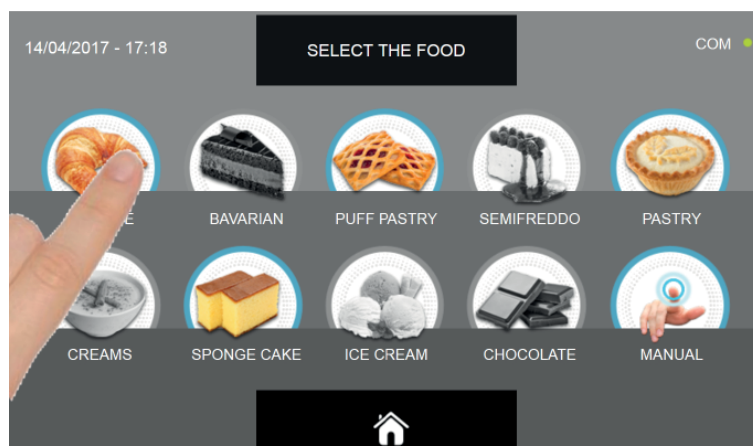 14/04/2017 - 17:18
SELECT THE FOOD
COM
BAVARIAN
PUFF PASTRY
SEMIFREDDO
PASTRY
CREAMS
SPONGE CAKE
ICE CREAM
CHOCOLATE
MANUAL